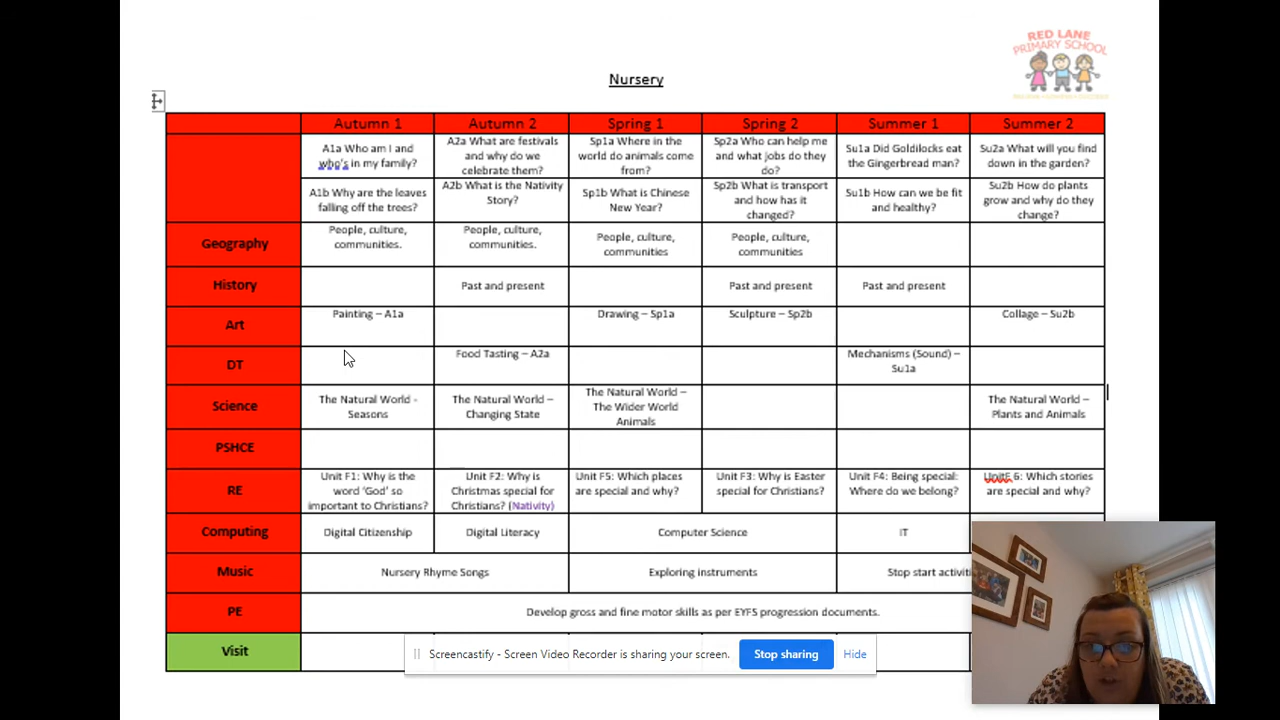 RED LANE
PRIMARY SCHOOL
Nursery
Autumn 1
Autumn 2
Spring 1
Spring 2
Summer 1
Summer 2
A1a Who am I and
who's in my family?
A2a What are festivals
and why do we
celebrate them?
Sp1a Where in the
world do animals come
from?
Sp2a Who can help me
and what jobs do they
do?
Su1a Did Goldilocks eat
the Gingerbread man?
Su2a What will you find
down in the garden?
A1b Why are the leaves
falling off the trees?
A2b What is the Nativity
Story?
Sp1b What is Chinese
New Year?
Sp2b What is transport
and how has it
changed?
Su1b How can we be fit
and healthy?
Su2b How do plants
grow and why do they
change?
Geography
People, culture,
communities.
People, culture,
communities.
People, culture,
communities
People, culture,
communities
History
Past and present
Past and present
Past and present
Art
Painting – A1a
Drawing – Sp1a
Sculpture – Sp2b
Collage – Su2b
DT
Food Tasting – A2a
Mechanisms (Sound) –
Su1a
Science
The Natural World -
Seasons
The Natural World –
Changing State
The Natural World –
The Wider World
Animals
The Natural World –
Plants and Animals
PSHCE
RE
Unit F1: Why is the
word 'God' so
important to Christians?
Unit F2: Why is
Christmas special for
Christians? (Nativity)
Unit F5: Which places
are special and why?
Unit F3: Why is Easter
special for Christians?
Unit F4: Being special:
Where do we belong?
UnitF 6: Which stories
are special and why?
Computing
Digital Citizenship
Digital Literacy
Computer Science
IT
Music
Nursery Rhyme Songs
Exploring instruments
Stop start activiti
PE
Develop gross and fine motor skills as per EYFS progression documents.
Visit
Screencastify - Screen Video Recorder is sharing your screen.
Stop sharing
Hide